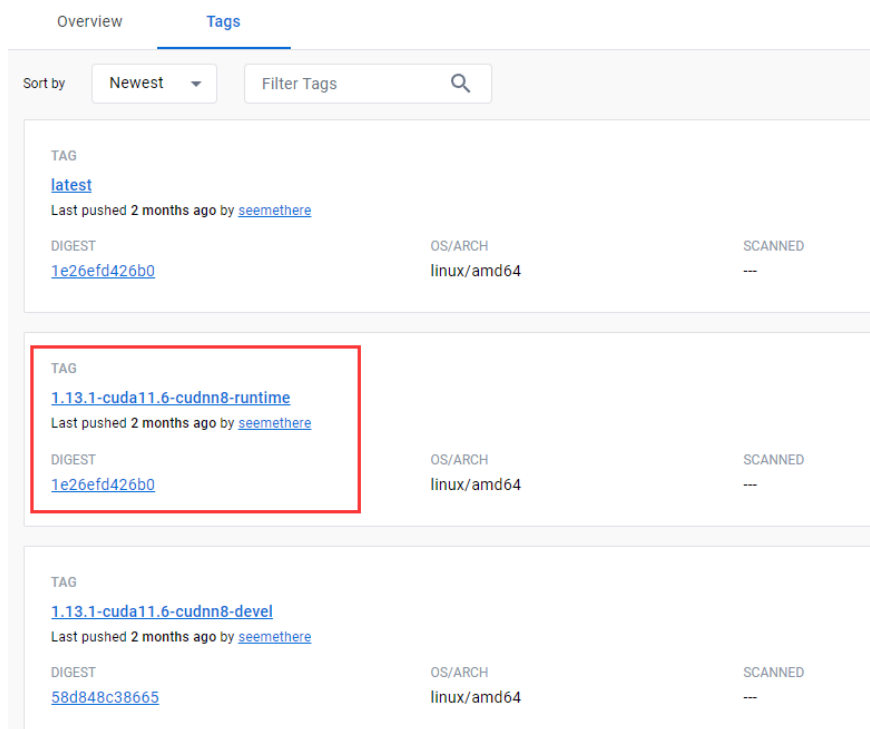 Overview Tags
Sort by Newest Filter Tags
TAG
latest
Last pushed 2 months ago by seemethere
DIGEST OS/ARCH SCANNED
1e26efd426b0 linux/amd64 ---
TAG
1.13.1-cuda11.6-cudnn8-runtime
Last pushed 2 months ago by seemethere
DIGEST OS/ARCH SCANNED
1e26efd426b0 linux/amd64 ---
TAG
1.13.1-cuda11.6-cudnn8-devel
Last pushed 2 months ago by seemethere
DIGEST OS/ARCH SCANNED
58d848c38665 linux/amd64 ---